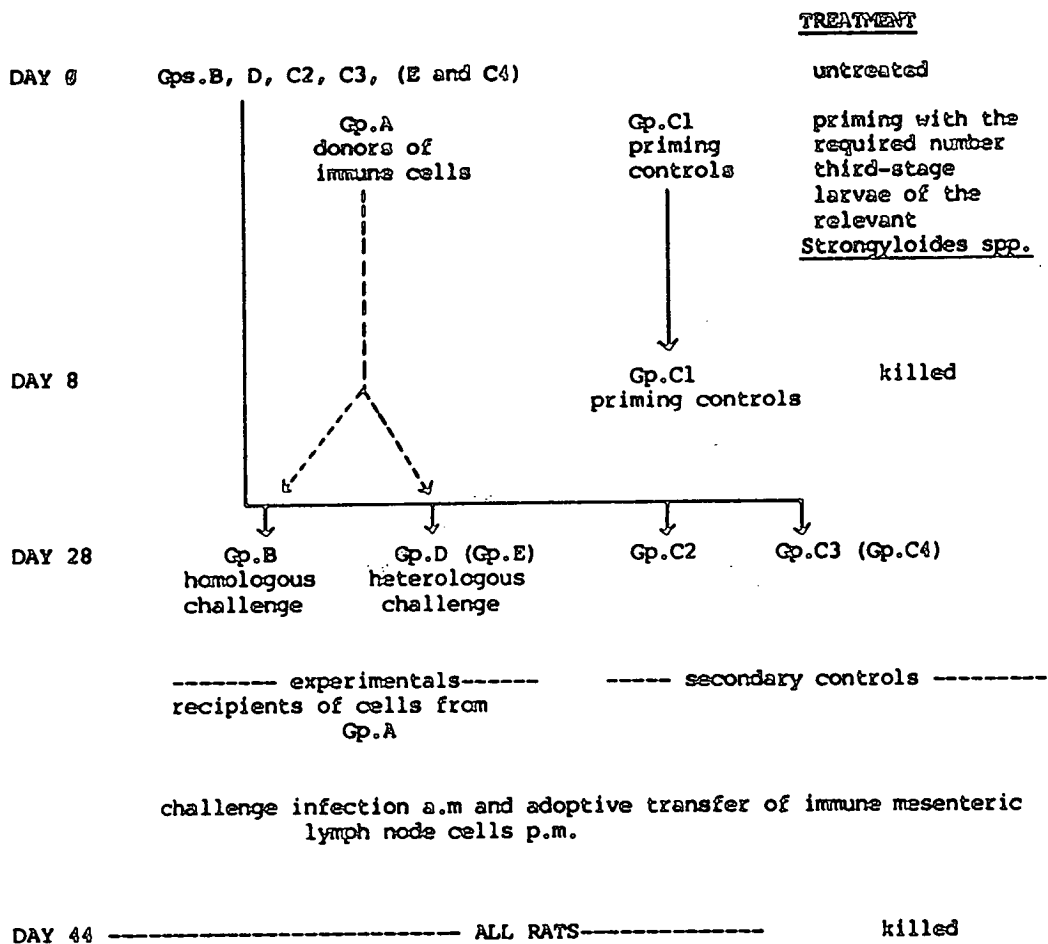 TREATMENT
DAY 0 Gps.B, D, C2, C3, (E and C4) untreated
Gp.A
donors of
immune cells
Gp.C1
priming
controls
priming with the
required number
third-stage
larvae of the
relevant
Strongyloides spp.
DAY 8
Gp.C1
priming controls
killed
DAY 28
Gp.B
homologous
challenge
Gp.D (Gp.E)
heterologous
challenge
Gp.C2
Gp.C3 (Gp.C4)
-------- experimentals------
recipients of cells from
Gp.A
----- secondary controls ---------
challenge infection a.m and adoptive transfer of immune mesenteric
lymph node cells p.m.
DAY 44 ------------------------- ALL RATS-------------- killed